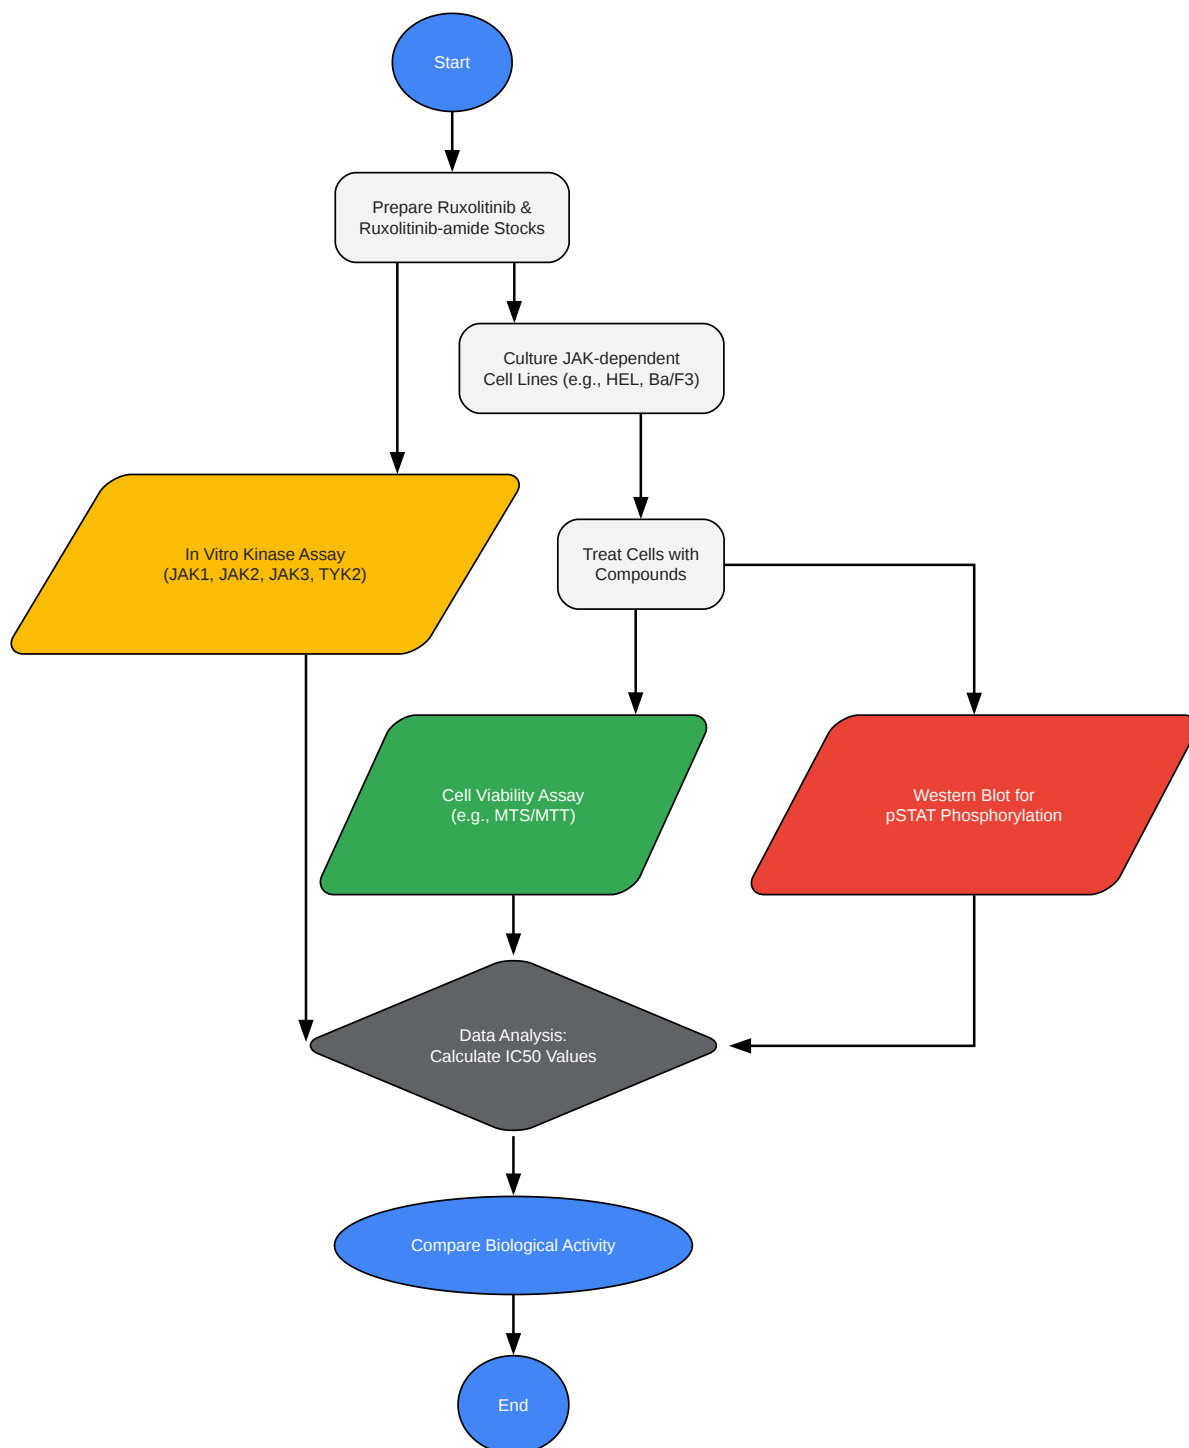 Start
Prepare Ruxolitinib &
Ruxolitinib-amide Stocks
Culture JAK-dependent
Cell Lines (e.g., HEL, Ba/F3)
In Vitro Kinase Assay
(JAK1, JAK2, JAK3, TYK2)
Treat Cells with
Compounds
Cell Viability Assay
(e.g., MTS/MTT)
Western Blot for
pSTAT Phosphorylation
Data Analysis:
Calculate IC50 Values
Compare Biological Activity
End